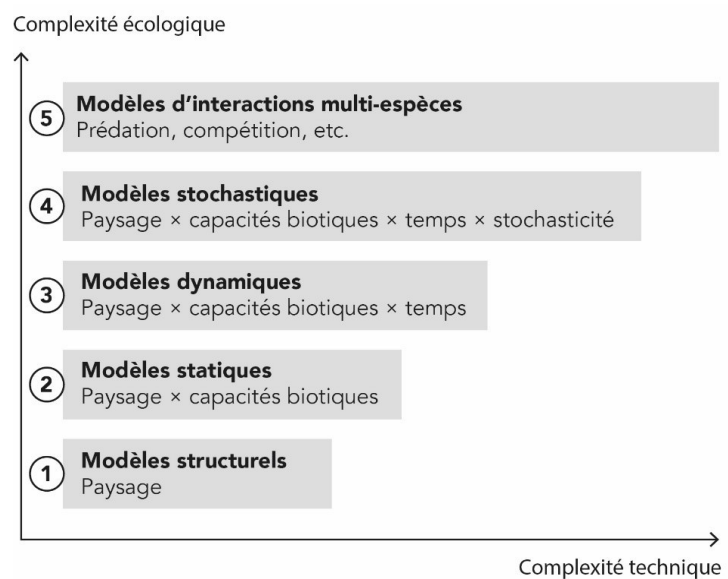 Complexité écologique
5
Modèles d’interactions multi-espèces
Prédation, compétition, etc.
4
Modèles stochastiques
Paysage × capacités biotiques × temps × stochasticité
3
Modèles dynamiques
Paysage × capacités biotiques × temps
2
Modèles statiques
Paysage × capacités biotiques
1
Modèles structurels
Paysage
Complexité technique